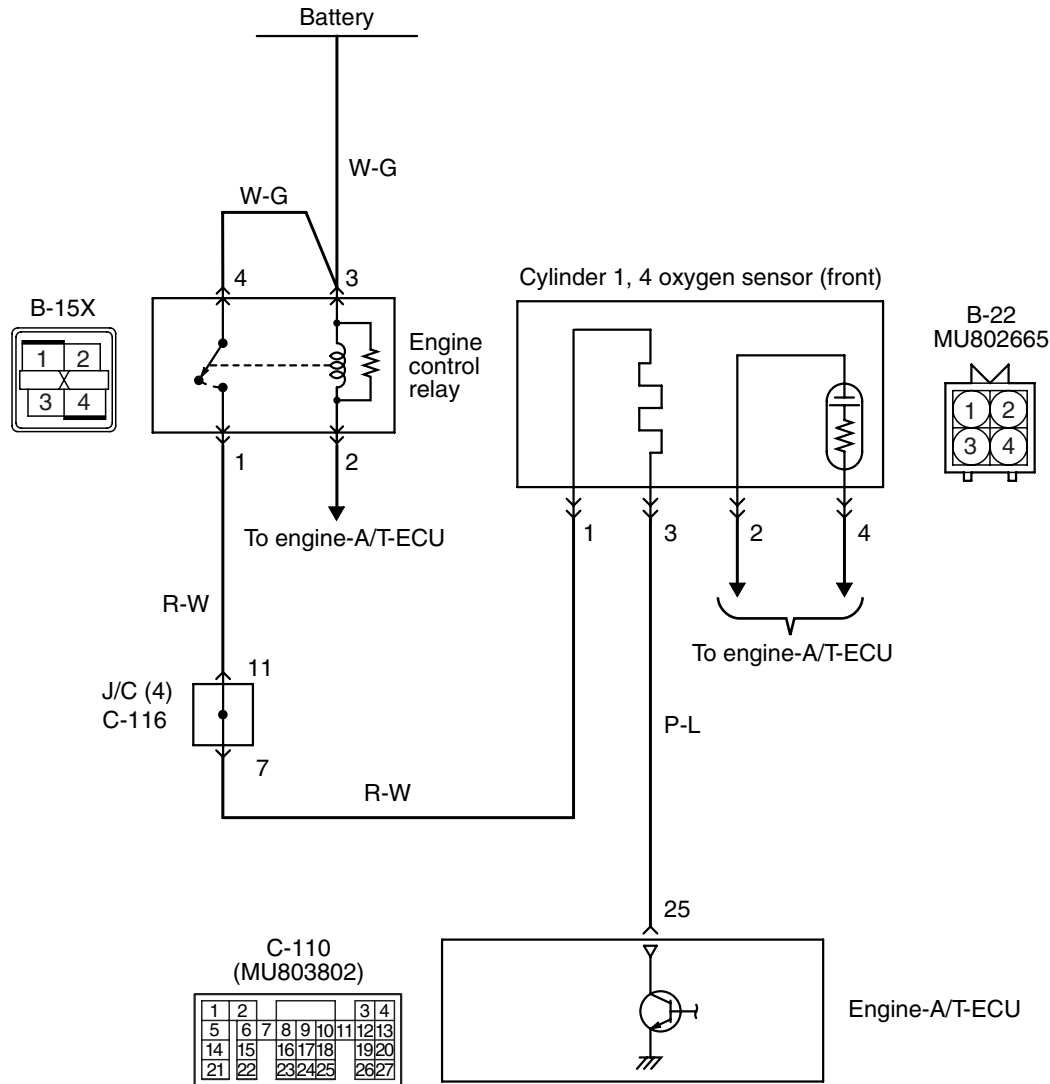 Battery
W-G
W-G
4
3
Cylinder 1, 4 oxygen sensor (front)
B-15X
1 2
3 4
Engine
control
relay
B-22
MU802665
1 2
3 4
1
2
To engine-A/T-ECU
1
3
2
4
To engine-A/T-ECU
R-W
11
J/C (4)
C-116
7
R-W
P-L
25
C-110
(MU803802)
1 2 3 4
5 6 7 8 9 10 11 12 13
14 15 16 17 18 19 20
21 22 23 24 25 26 27
Engine-A/T-ECU